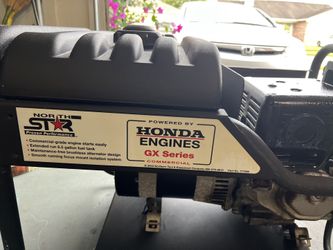 NORTH
STAR
Proven Performance
• Commercial grade engine starts easily
• Extended run 8.5 gallon fuel tank
• Maintenance-free brushless alternator design
• Smooth running focus mount isolation system
POWERED BY
HONDA
ENGINES
GX Series
COMMERCIAL